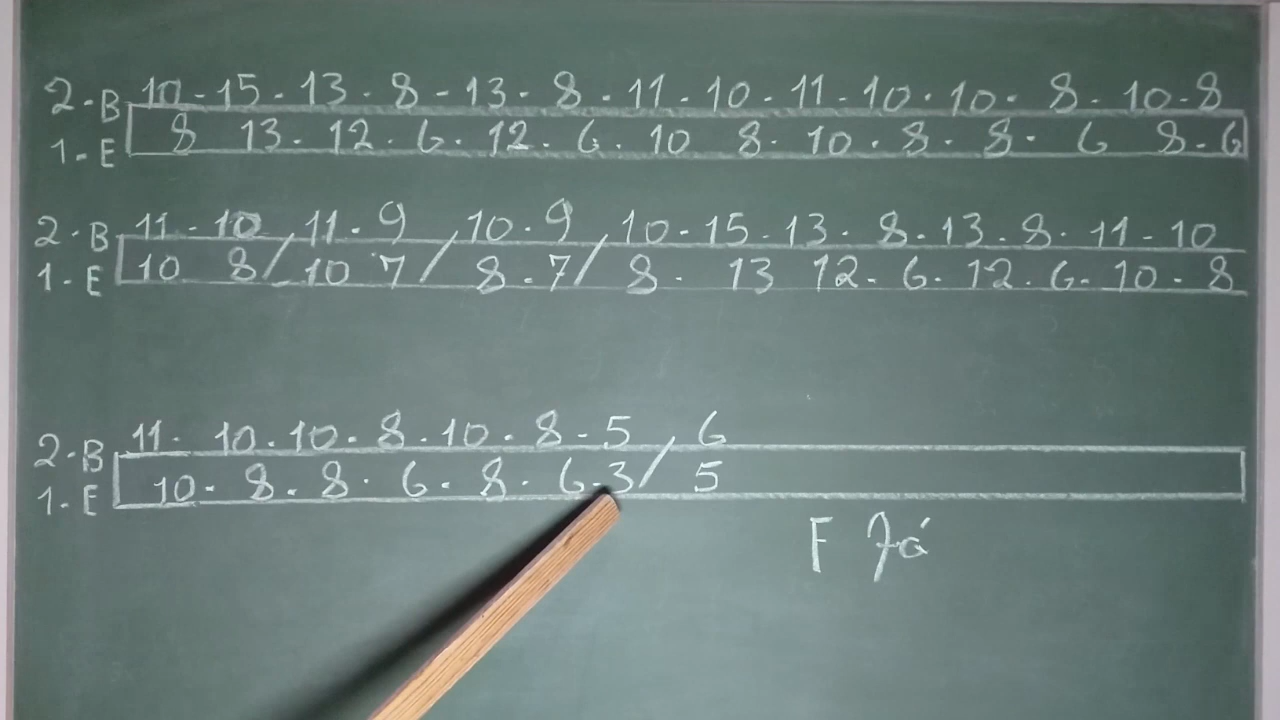 2 - B 10 - 15 - 13 - 8 - 13 - 8 - 11 - 10 - 11 - 10 - 10 - 8 - 10 - 8
1 - E 8 13 - 12 - 6 - 12 - 6 - 10 8 - 10 - 8 - 8 - 6 8 - 6
2 - B 11 - 10 / 11 - 9 / 10 - 9 / 10 - 15 - 13 - 8 - 13 - 8 - 11 - 10
1 - E 10 8 / 10 7 / 8 - 7 / 8 - 13 12 - 6 - 12 - 6 - 10 - 8
2 - B 11 - 10 - 10 - 8 - 10 - 8 - 5 / 6
1 - E 10 - 8 - 8 - 6 - 8 - 6 - 3 / 5
F Fá